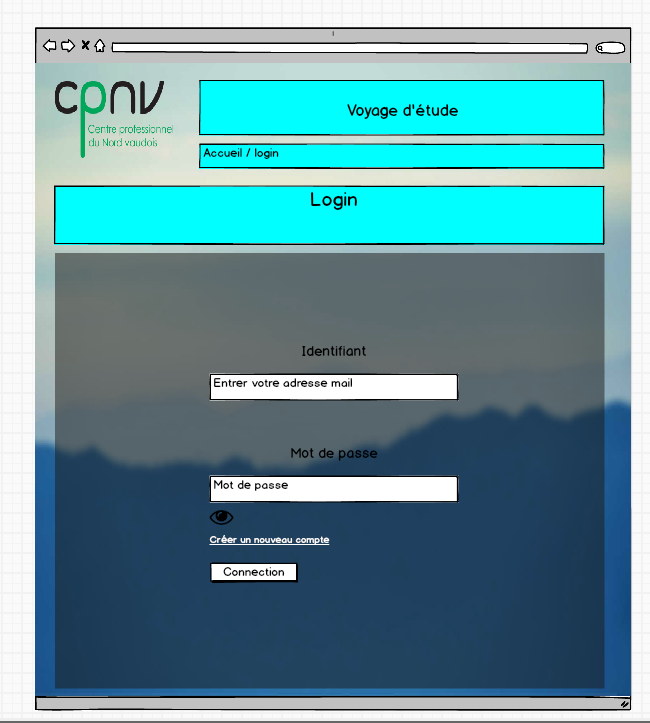 cpnv
Centre professionnel
du Nord vaudois
Voyage d'étude
Accueil / login
Login
Identifiant
Entrer votre adresse mail
Mot de passe
Mot de passe
Créer un nouveau compte
Connection